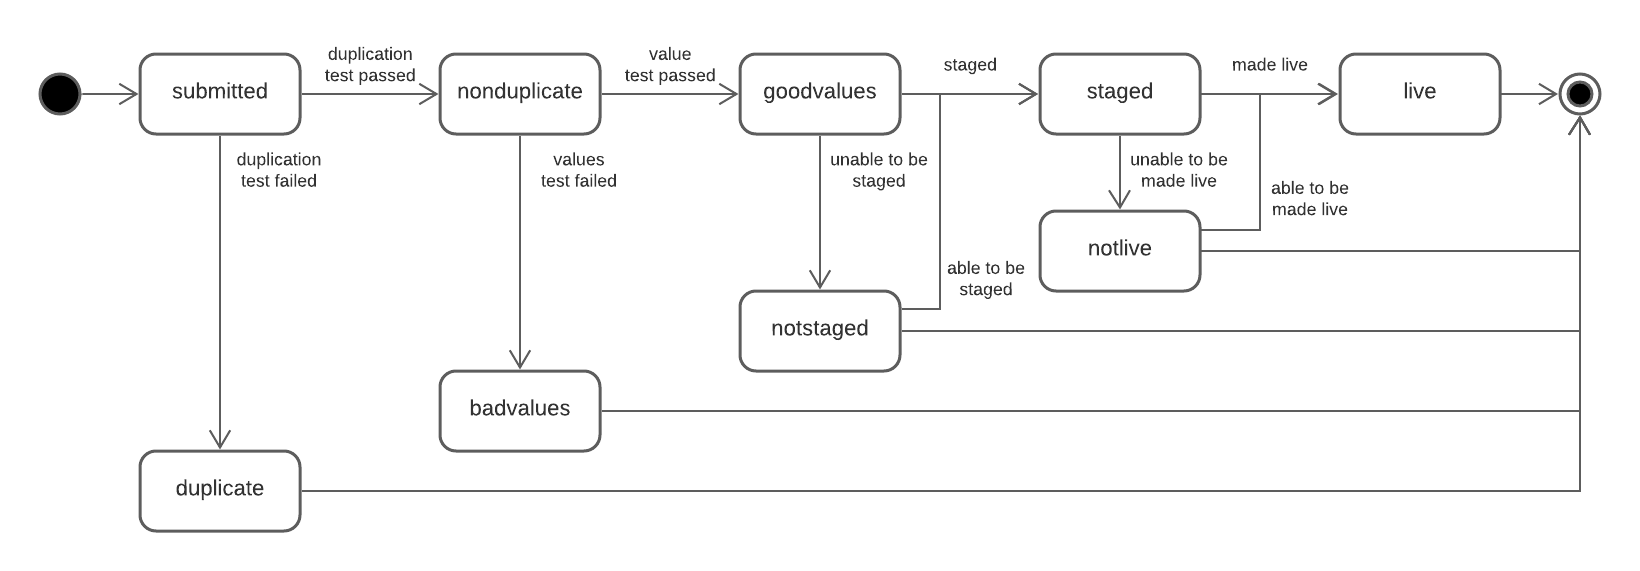 duplication
test passed
value
test passed
staged
made live
submitted
nonduplicate
goodvalues
staged
live
duplication
test failed
values
test failed
unable to be
staged
unable to be
made live
able to be
made live
notlive
able to be
staged
notstaged
badvalues
duplicate